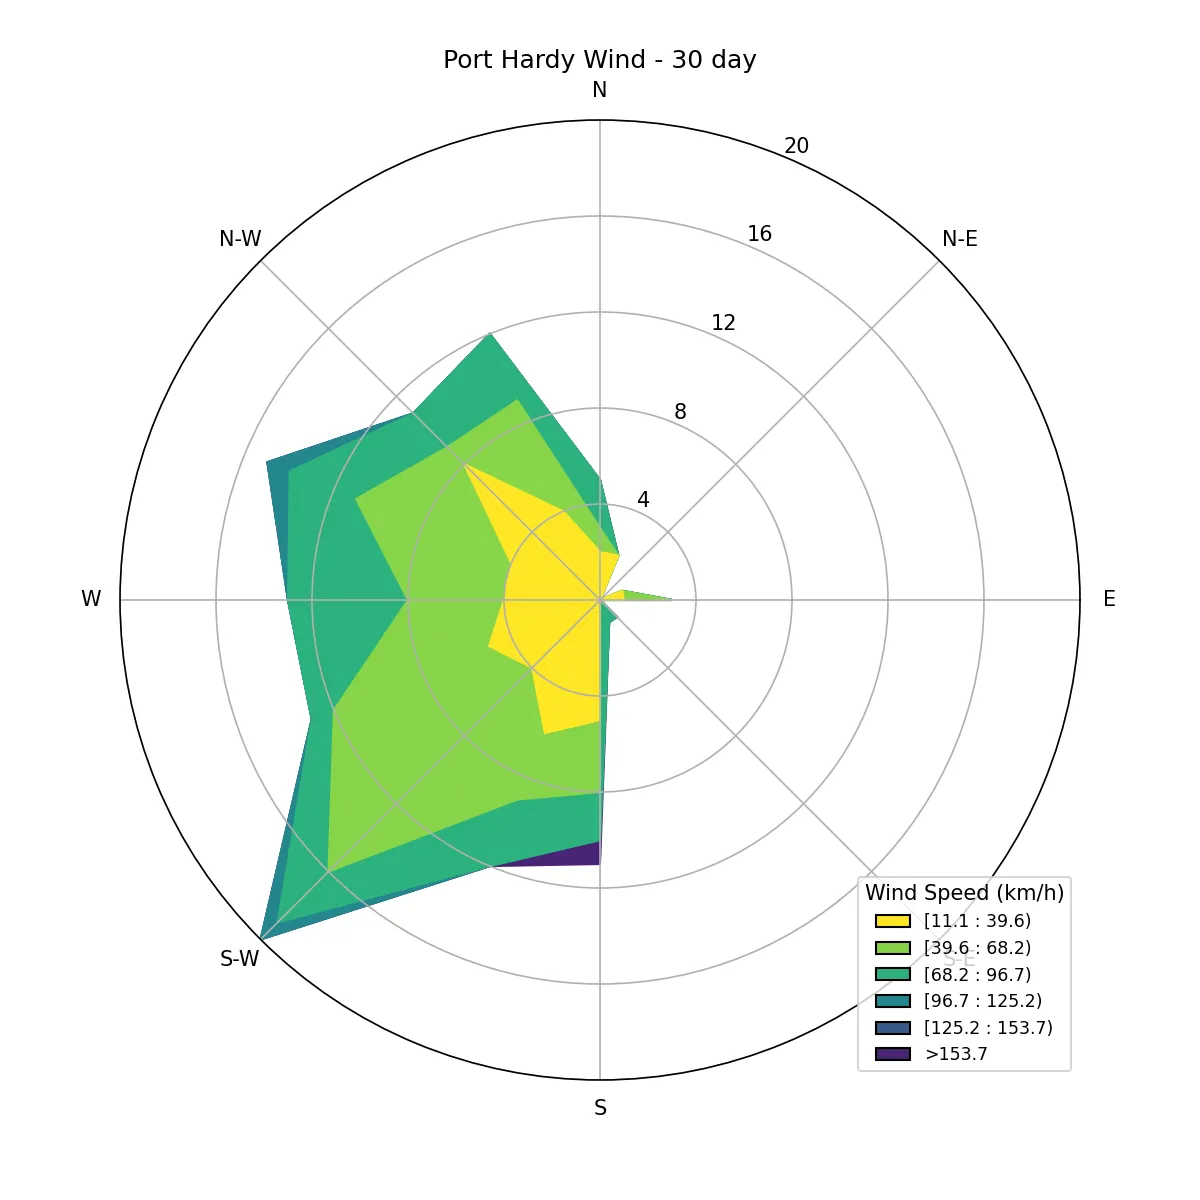 Port Hardy Wind - 30 day
N
20
N-W
N-E
16
12
8
4
W
E
Wind Speed (km/h)
[11.1 : 39.6)
[39.6 : 68.2)
S-W
S-E
[68.2 : 96.7)
[96.7 : 125.2)
[125.2 : 153.7)
>153.7
S